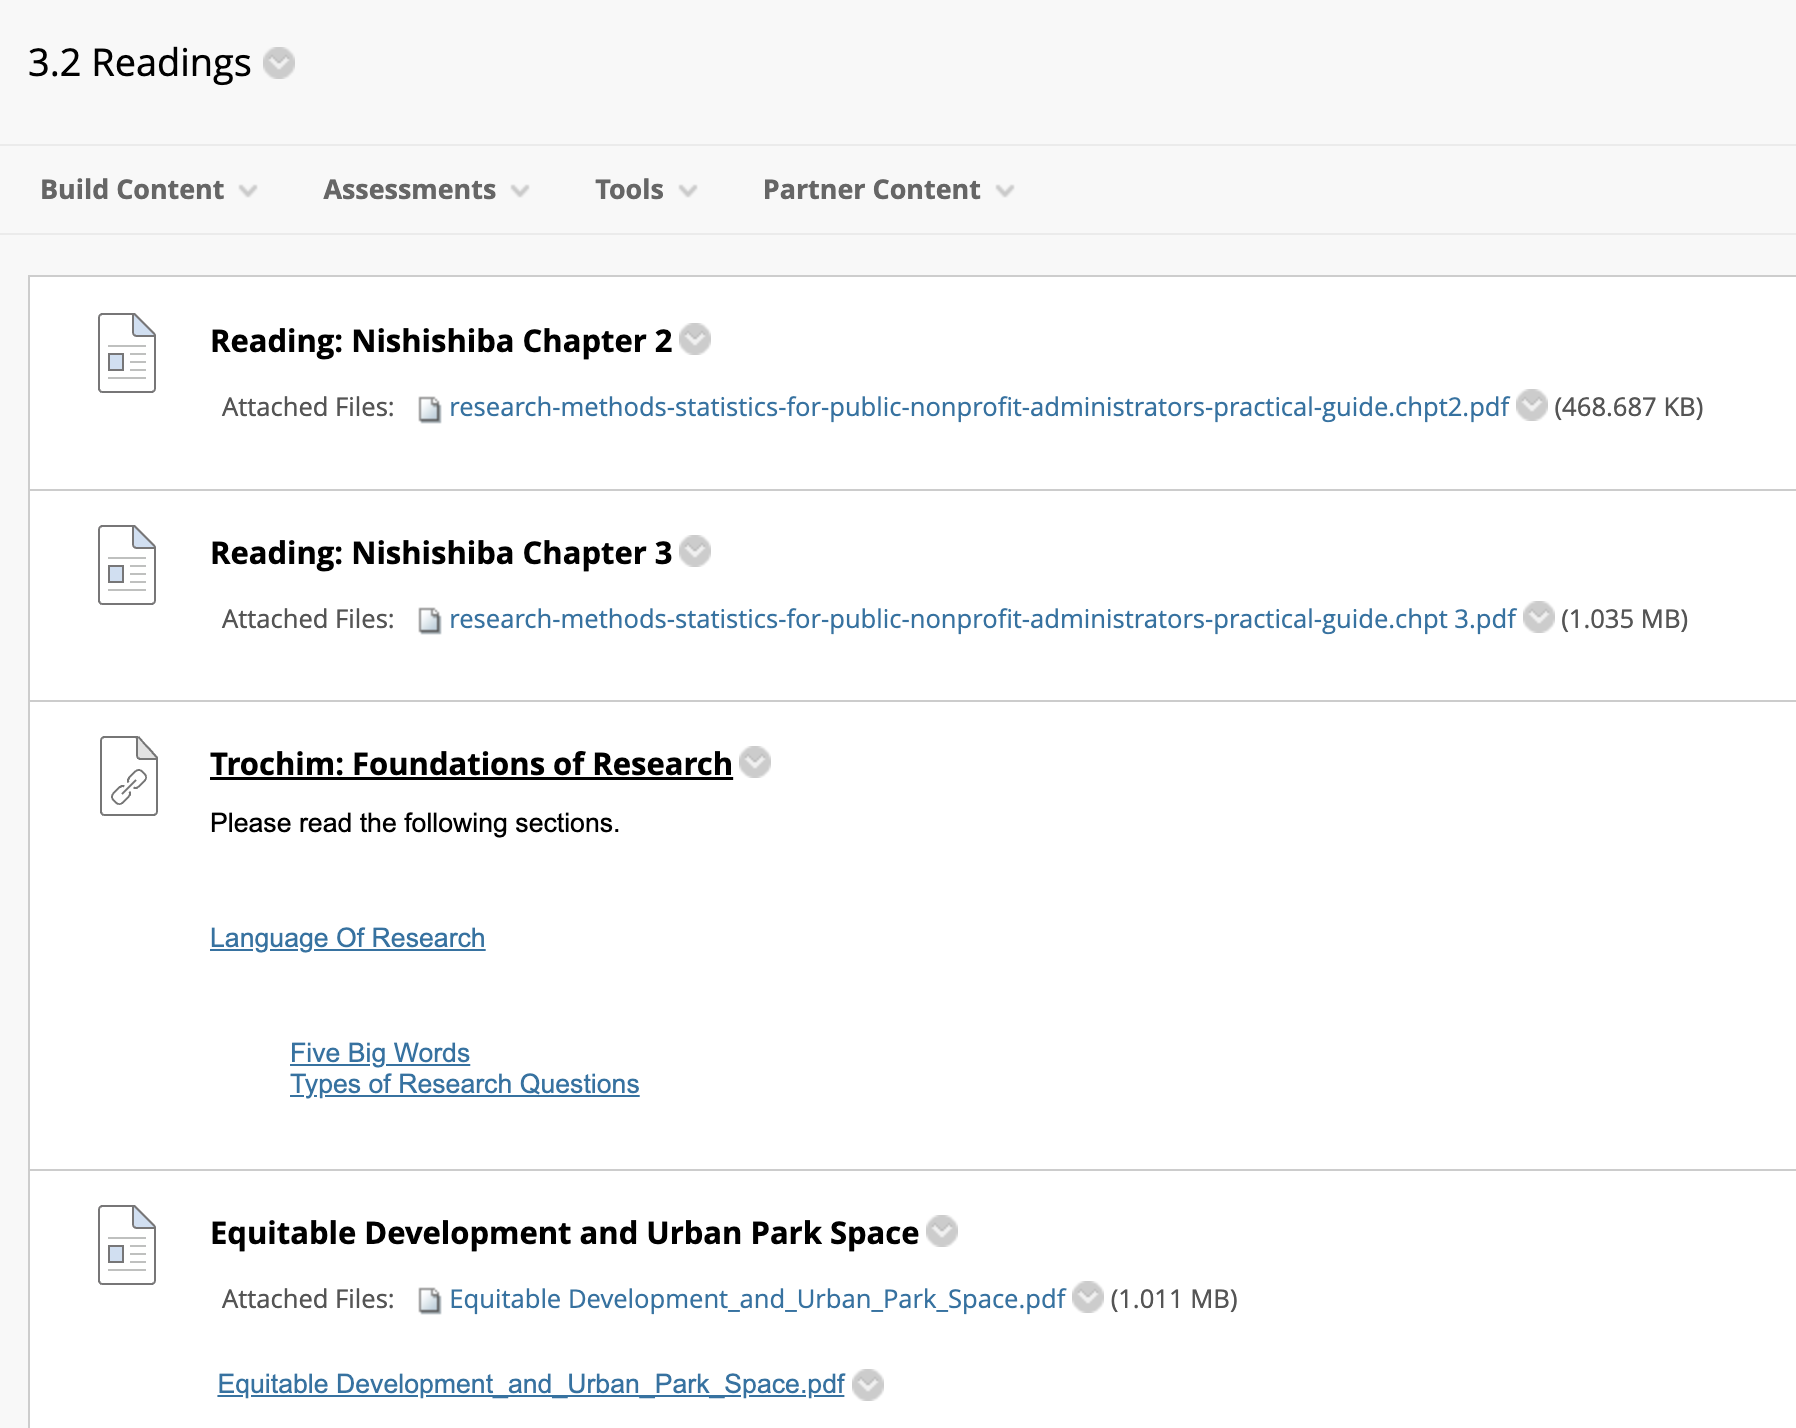 3.2 Readings
Build Content Assessments Tools Partner Content
Reading: Nishishiba Chapter 2
Attached Files: research-methods-statistics-for-public-nonprofit-administrators-practical-guide.chpt2.pdf (468.687 KB)
Reading: Nishishiba Chapter 3
Attached Files: research-methods-statistics-for-public-nonprofit-administrators-practical-guide.chpt 3.pdf (1.035 MB)
Trochim: Foundations of Research
Please read the following sections.
Language Of Research
Five Big Words
Types of Research Questions
Equitable Development and Urban Park Space
Attached Files: Equitable Development_and_Urban_Park_Space.pdf (1.011 MB)
Equitable Development_and_Urban_Park_Space.pdf